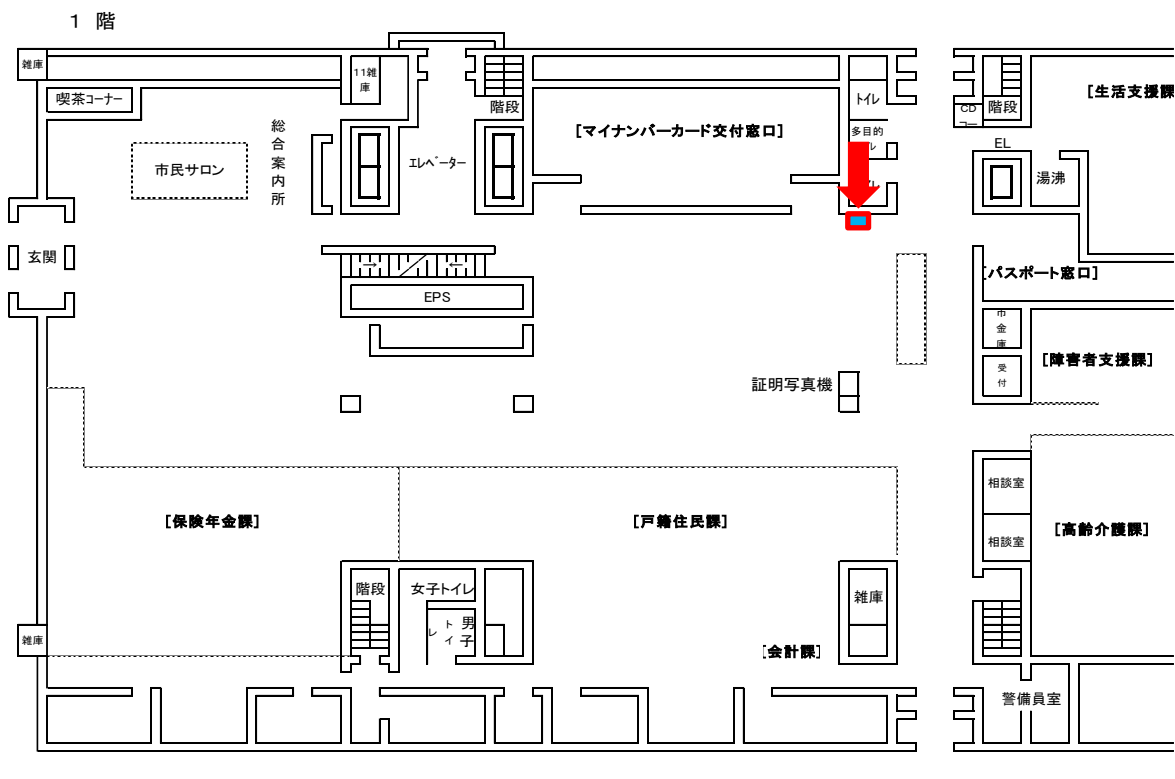 1 階
雑庫
11雑
庫
喫茶コーナー
階段
トイレ
CD
コー
階段
[生活支援課
[マイナンバーカード交付窓口]
多目的
総合案内所
市民サロン
エレベーター
EL
湯沸
玄関
→
←
EPS
[パスポート窓口]
市金庫
[障害者支援課]
受付
証明写真機
相談室
[保険年金課]
[戸籍住民課]
[高齢介護課]
相談室
階段
女子トイレ
雑庫
男子
トイレ
雑庫
[会計課]
警備員室